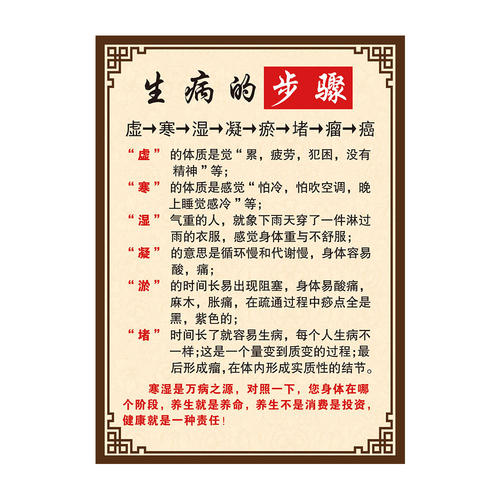 生病的步骤
虚→寒→湿→凝→瘀→堵→瘤→癌
“虚”的体质是觉“累，疲劳，犯困，没有
精神”等；
“寒”的体质是感觉“怕冷，怕吹空调，晚
上睡觉感冷”等；
“湿”气重的人，就象下雨天穿了一件淋过
雨的衣服，感觉身体重与不舒服；
“凝”的意思是循环慢和代谢慢，身体容易
酸，痛；
“淤”的时间长易出现阻塞，身体易酸痛，
麻木，胀痛，在疏通过程中痧点全是
黑，紫色的；
“堵”时间长了就容易生病，每个人生病不
一样；这是一个量变到质变的过程；最
后形成瘤，在体内形成实质性的结节。
寒湿是万病之源，对照一下，您身体在哪
个阶段，养生就是养命，养生不是消费是投资，
健康就是一种责任！